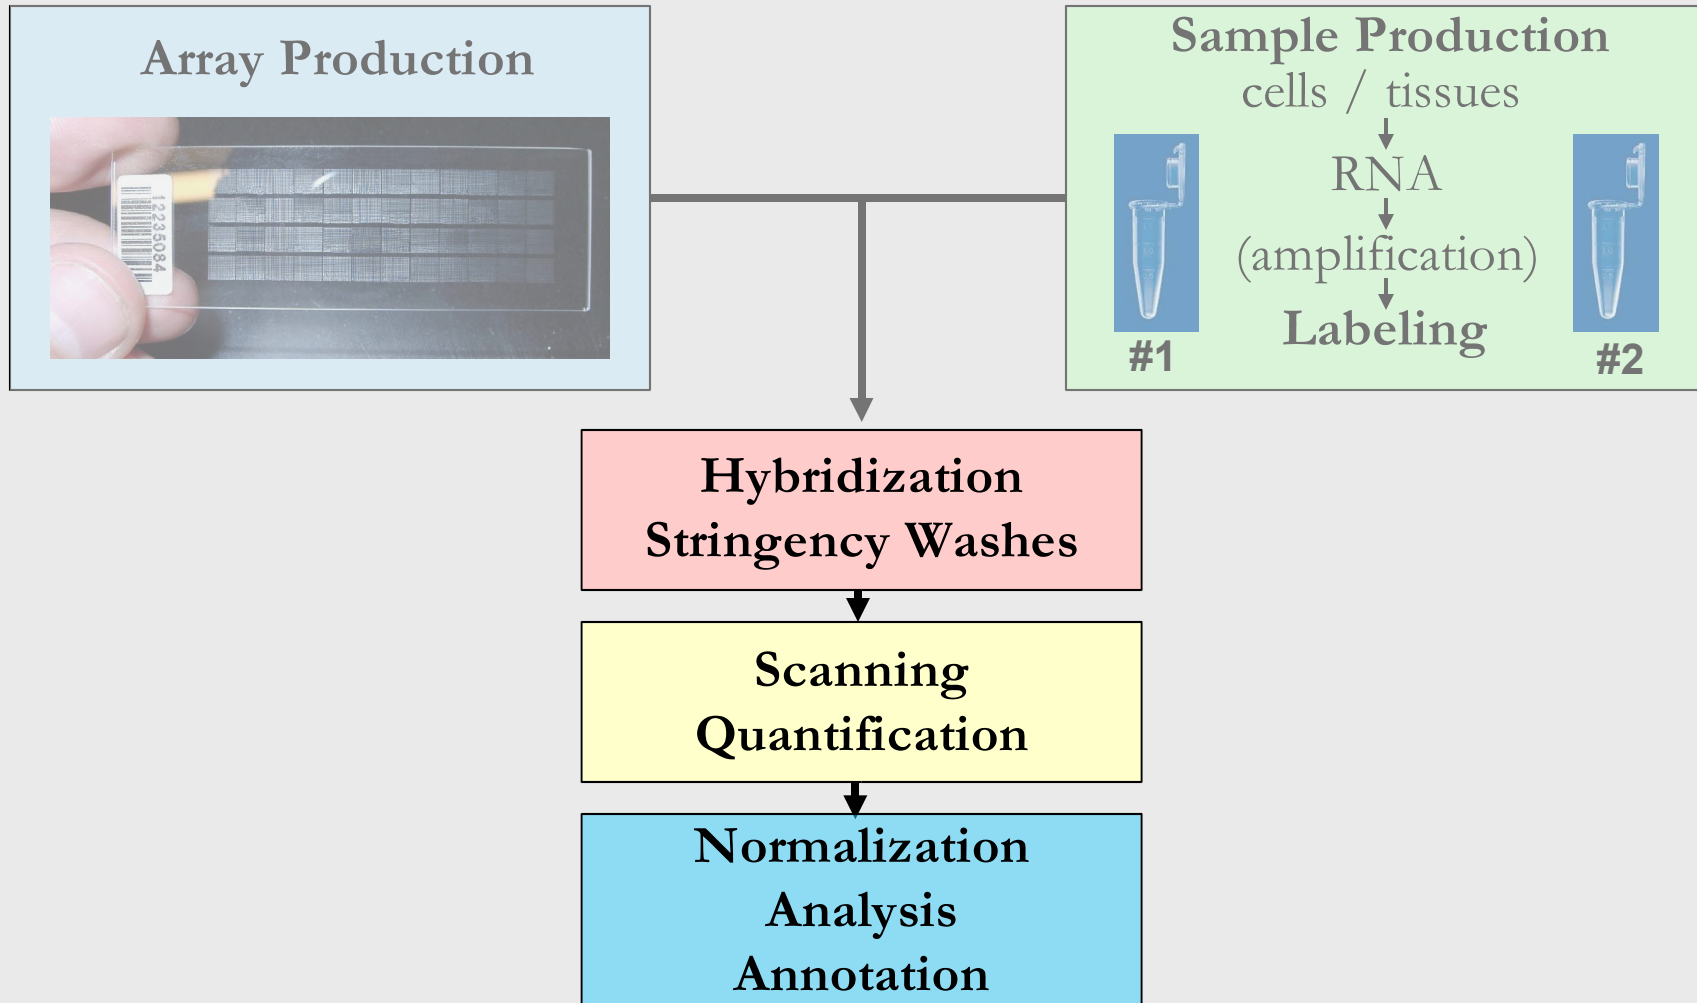 Array Production
12235084
Sample Production
cells / tissues
RNA
(amplification)
Labeling
#1
#2
Hybridization
Stringency Washes
Scanning
Quantification
Normalization
Analysis
Annotation